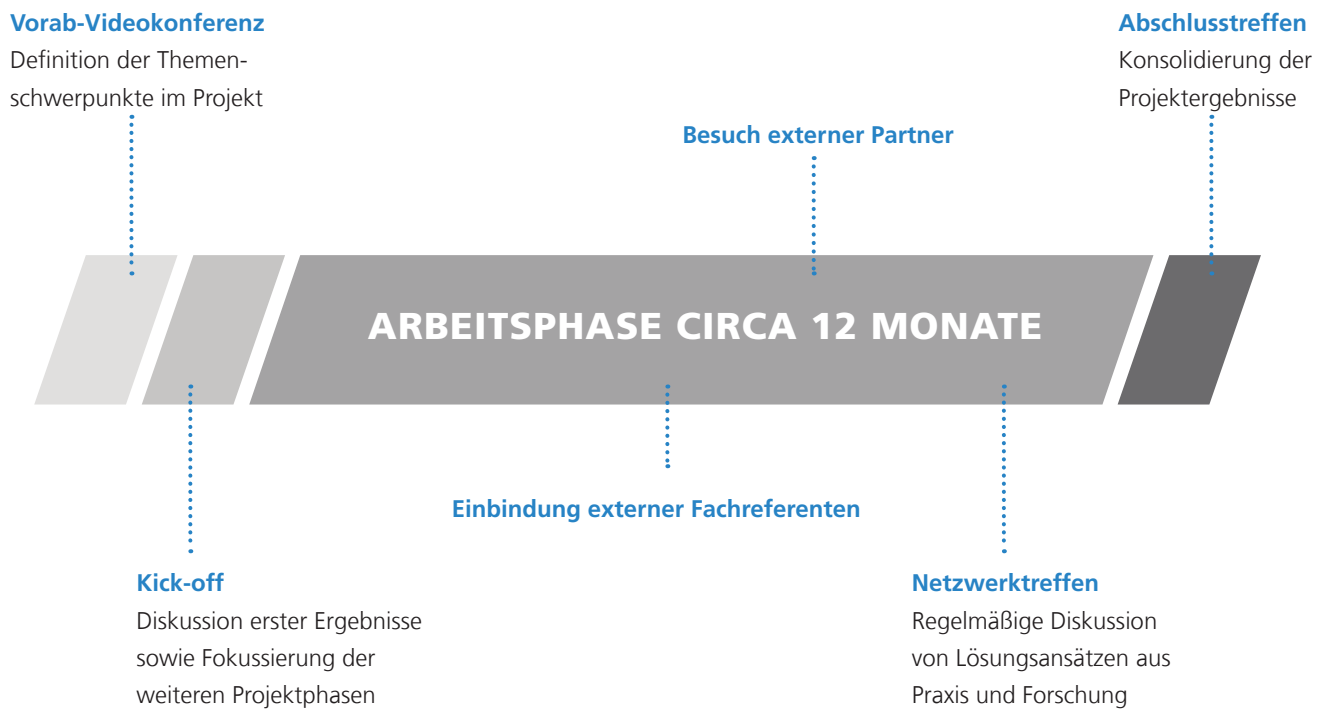 Vorab-Videokonferenz
Definition der Themen-
schwerpunkte im Projekt
Abschlusstreffen
Konsolidierung der
Projektergebnisse
Besuch externer Partner
ARBEITSPHASE CIRCA 12 MONATE
Einbindung externer Fachreferenten
Kick-off
Diskussion erster Ergebnisse
sowie Fokussierung der
weiteren Projektphasen
Netzwerktreffen
Regelmäßige Diskussion
von Lösungsansätzen aus
Praxis und Forschung